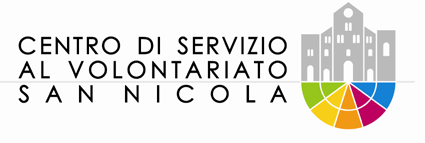 CENTRO DI SERVIZIO
AL VOLONTARIATO
SAN NICOLA